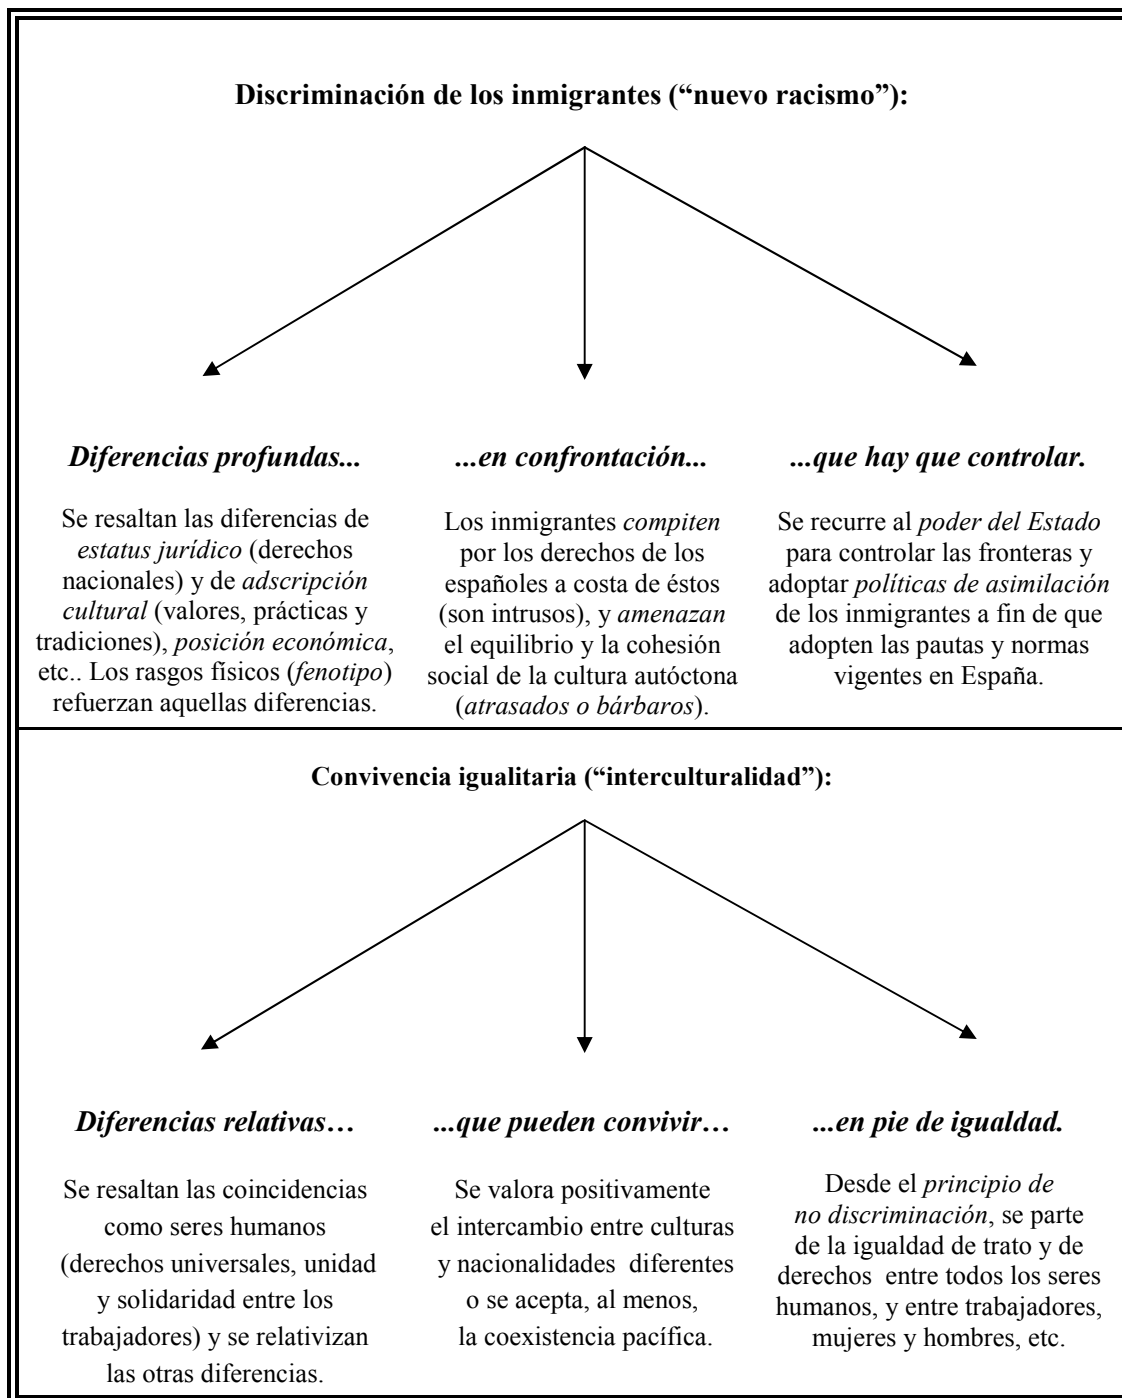 Discriminación de los inmigrantes (“nuevo racismo”):
Diferencias profundas...
Se resaltan las diferencias de
estatus jurídico (derechos
nacionales) y de adscripción
cultural (valores, prácticas y
tradiciones), posición económica,
etc.. Los rasgos físicos (fenotipo)
refuerzan aquellas diferencias.
...en confrontación...
Los inmigrantes compiten
por los derechos de los
españoles a costa de éstos
(son intrusos), y amenazan
el equilibrio y la cohesión
social de la cultura autóctona
(atrasados o bárbaros).
...que hay que controlar.
Se recurre al poder del Estado
para controlar las fronteras y
adoptar políticas de asimilación
de los inmigrantes a fin de que
adopten las pautas y normas
vigentes en España.
Convivencia igualitaria (“interculturalidad”):
Diferencias relativas…
Se resaltan las coincidencias
como seres humanos
(derechos universales, unidad
y solidaridad entre los
trabajadores) y se relativizan
las otras diferencias.
...que pueden convivir…
Se valora positivamente
el intercambio entre culturas
y nacionalidades diferentes
o se acepta, al menos,
la coexistencia pacífica.
...en pie de igualdad.
Desde el principio de
no discriminación, se parte
de la igualdad de trato y de
derechos entre todos los seres
humanos, y entre trabajadores,
mujeres y hombres, etc.